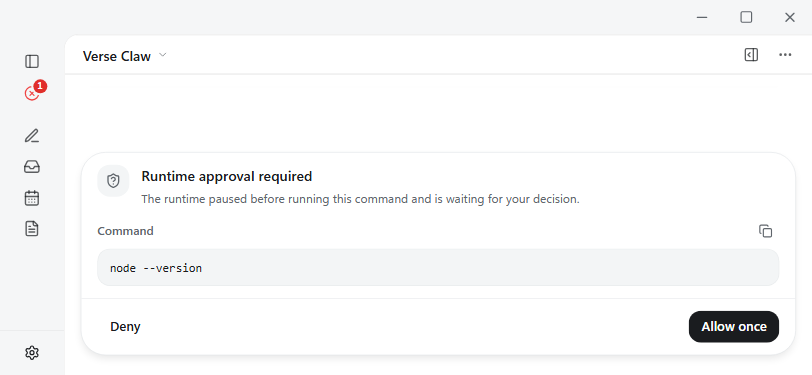 Verse Claw
1
Runtime approval required
The runtime paused before running this command and is waiting for your decision.
Command
node --version
Deny
Allow once